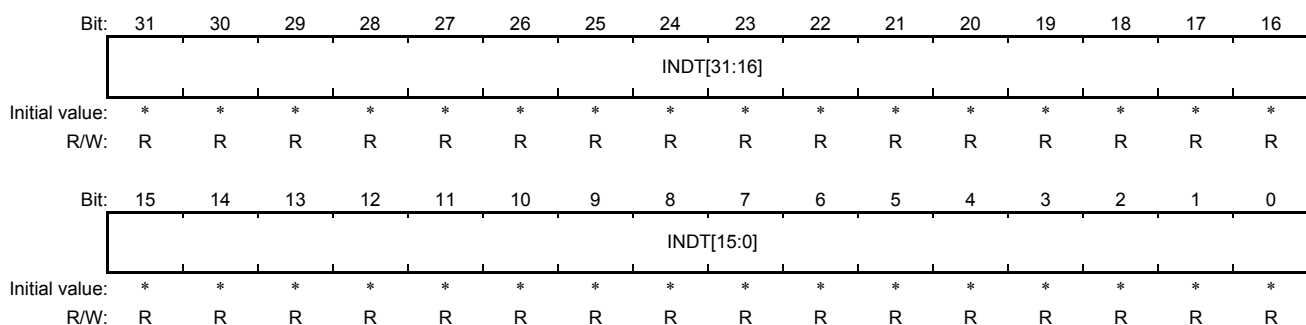 Bit: 31 30 29 28 27 26 25 24 23 22 21 20 19 18 17 16
INDT[31:16]
Initial value: * * * * * * * * * * * * * * * *
R/W: R R R R R R R R R R R R R R R R
Bit: 15 14 13 12 11 10 9 8 7 6 5 4 3 2 1 0
INDT[15:0]
Initial value: * * * * * * * * * * * * * * * *
R/W: R R R R R R R R R R R R R R R R